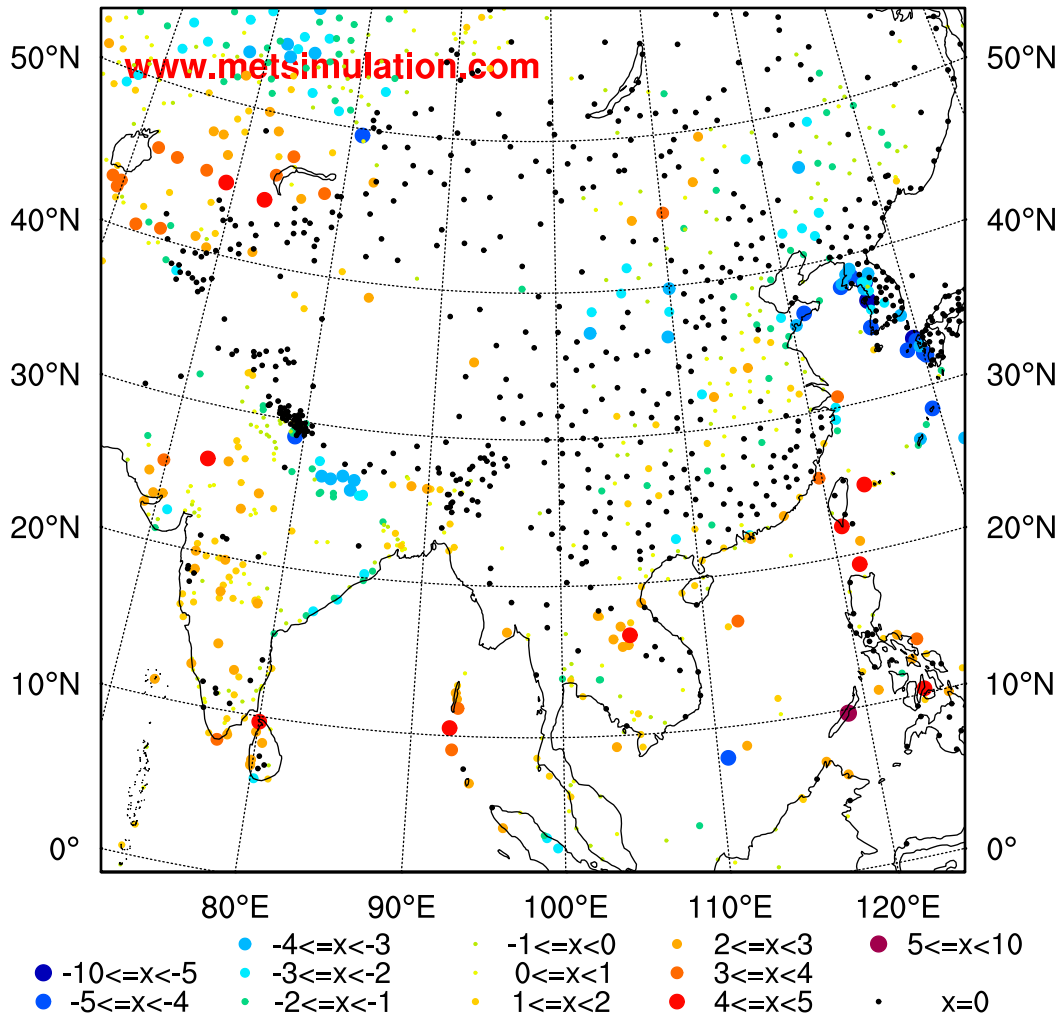 50°N 50°N
www.metsimulation.com
40°N 40°N
30°N 30°N
20°N 20°N
10°N 10°N
0° 0°
80°E 90°E 100°E 110°E 120°E
-4<=x<-3 -1<=x<0 2<=x<3 5<=x<10
-10<=x<-5 -3<=x<-2 0<=x<1 3<=x<4
-5<=x<-4 -2<=x<-1 1<=x<2 4<=x<5 x=0